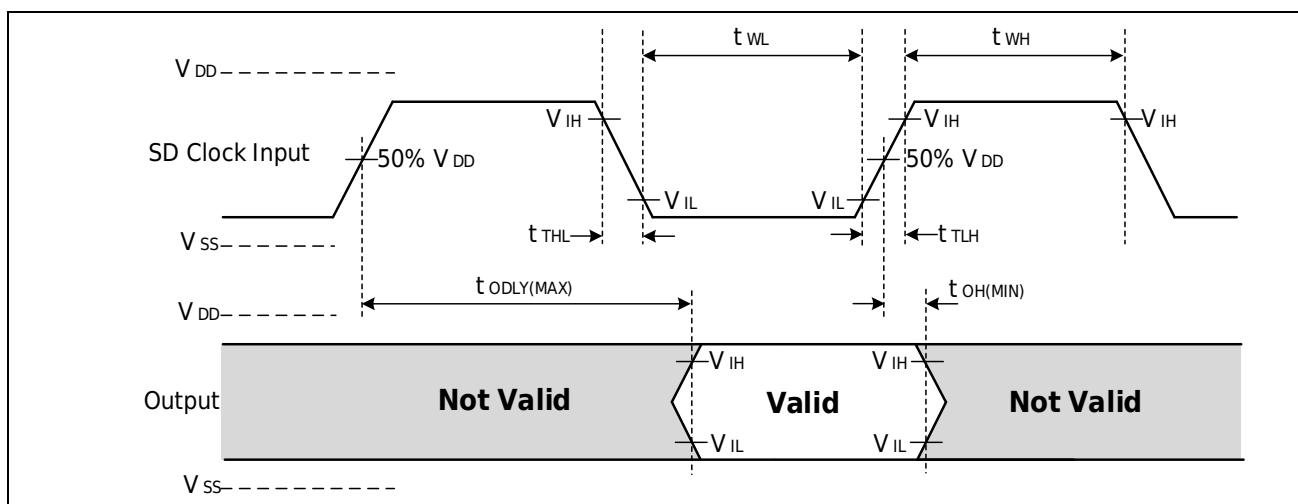 t WL
t WH
V DD
V IH
V IH
V IH
SD Clock Input
50% V DD
50% V DD
V IL
V IL
V SS
t THL
t TLH
t ODLY(MAX)
t OH(MIN)
V DD
V IH
V IH
Output
Not Valid
Valid
Not Valid
V IL
V IL
V SS